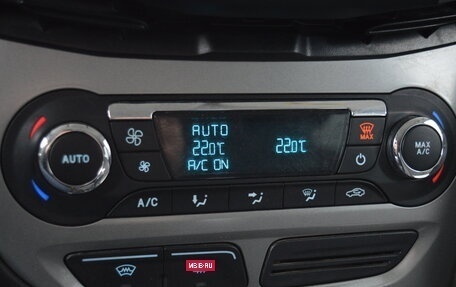 AUTO
22.0°C 22.0°C
A/C ON
AUTO
MAX
MAX
A/C
A/C